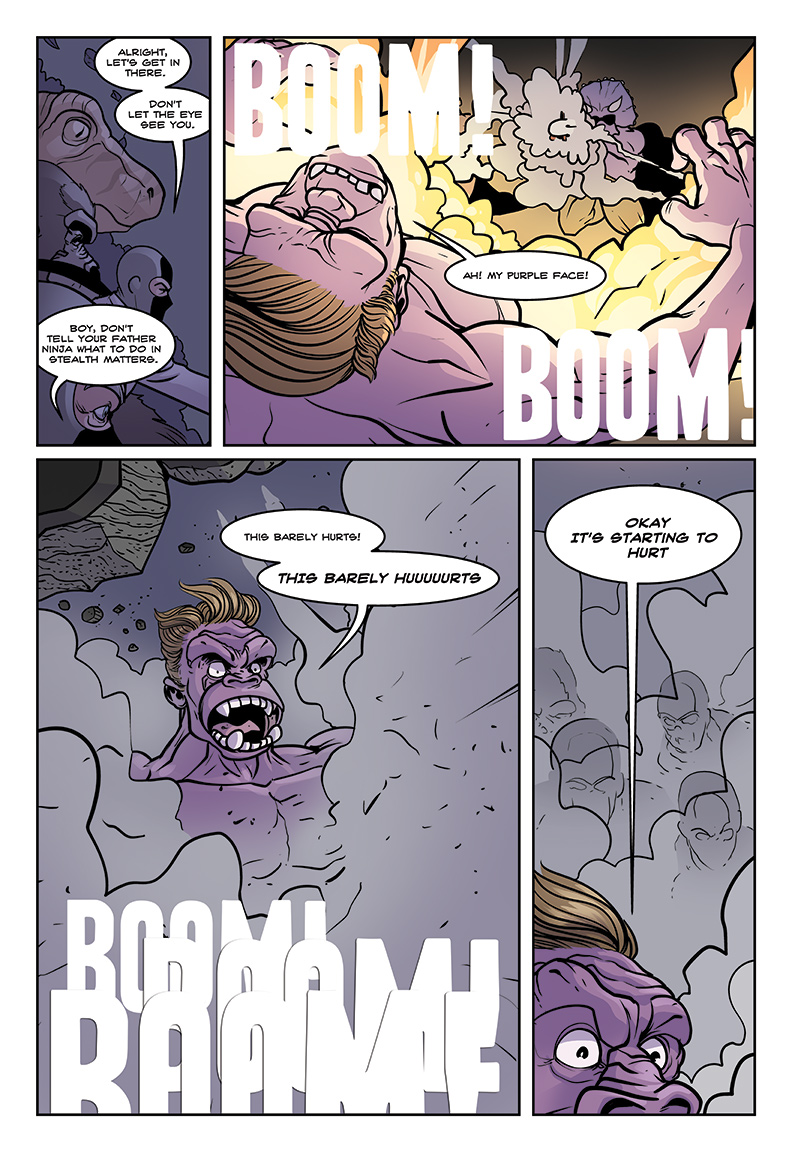 ALRIGHT,
LET'S GET IN
THERE.
DON'T
LET THE EYE
SEE YOU.
BOY, DON'T
TELL YOUR FATHER
NINJA WHAT TO DO IN
STEALTH MATTERS.
BOOM!
AH! MY PURPLE FACE!
BOOM!
THIS BARELY HURTS!
THIS BARELY HUUUUURTS
BOOM!
BOOM!
OKAY
IT'S STARTING TO
HURT